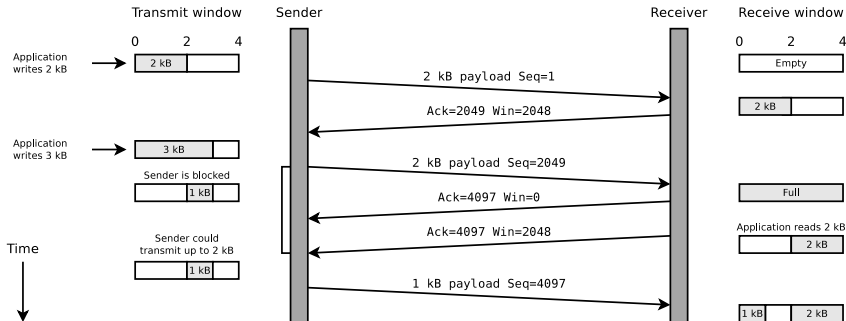 Transmit window
Sender
Receiver
Receive window
0 2 4
0 2 4
Application
writes 2 kB
2 kB
2 kB payload Seq=1
Empty
Ack=2049 Win=2048
2 kB
Application
writes 3 kB
3 kB
2 kB payload Seq=2049
Sender is blocked
1 kB
Full
Ack=4097 Win=0
Application reads 2 kB
Ack=4097 Win=2048
2 kB
Sender could
transmit up to 2 kB
1 kB
Time
1 kB payload Seq=4097
1 kB
2 kB